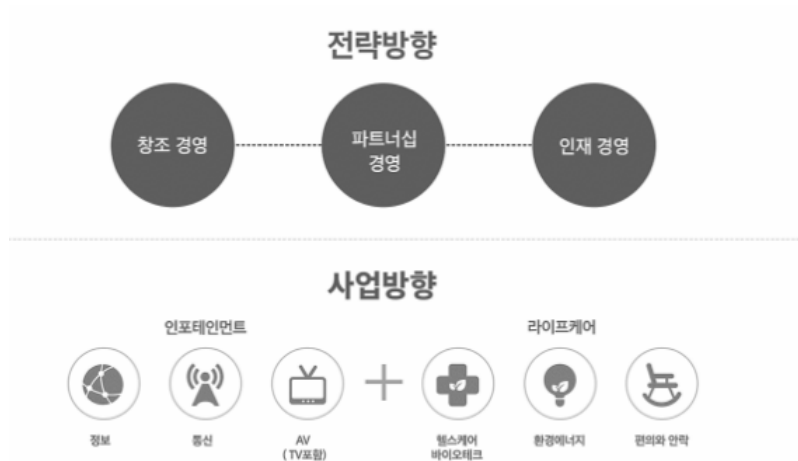 전략방향
창조 경영
파트너십
경영
인재 경영
사업방향
인포테인먼트
라이프케어
정보
통신
AV
( TV포함)
헬스케어
바이오테크
환경에너지
편의와 안락